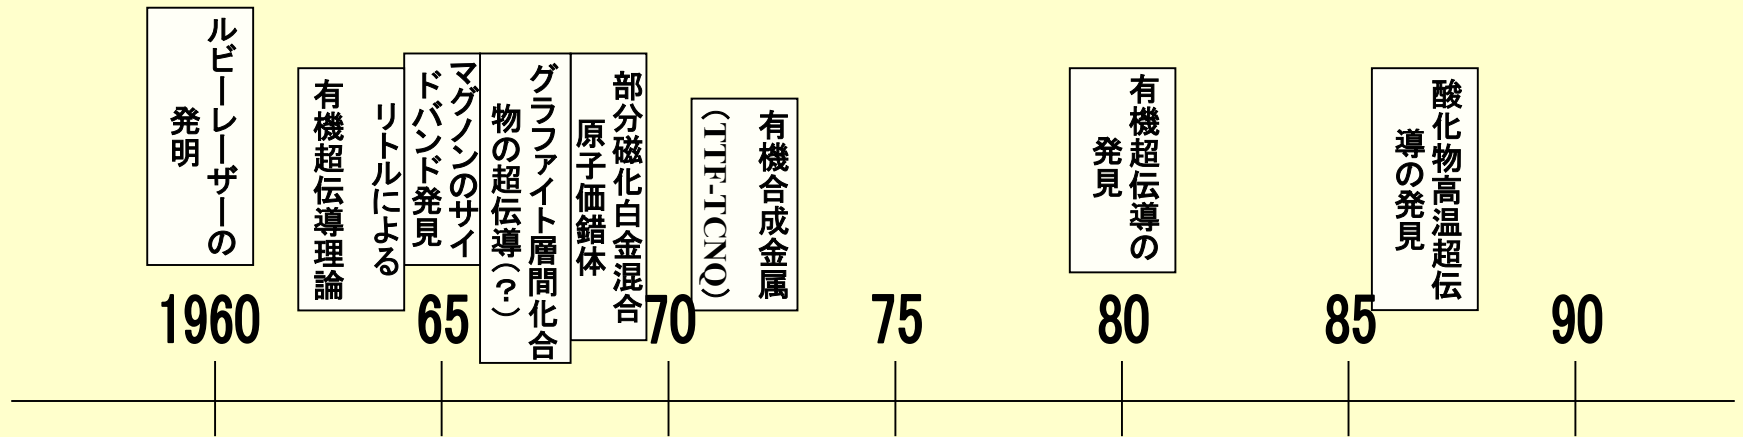 ルビーレーザーの
発明
リトルによる
有機超伝導理論
マグノンのサイ
ドバンド発見
グラファイト層間化合
物の超伝導(?)
部分磁化白金混合
原子価錯体
有機合成金属
(TTF-TCNQ)
有機超伝導の
発見
酸化物高温超伝
導の発見
1960
65
70
75
80
85
90